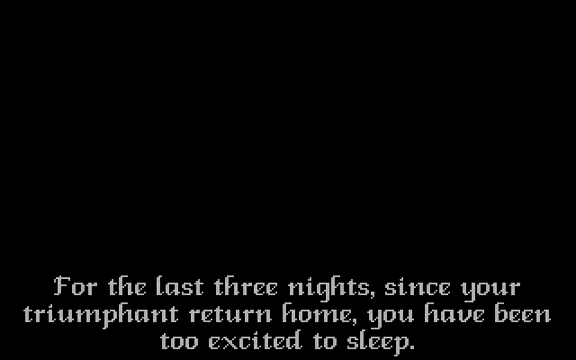 For the last three nights, since your
triumphant return home, you have been
too excited to sleep.